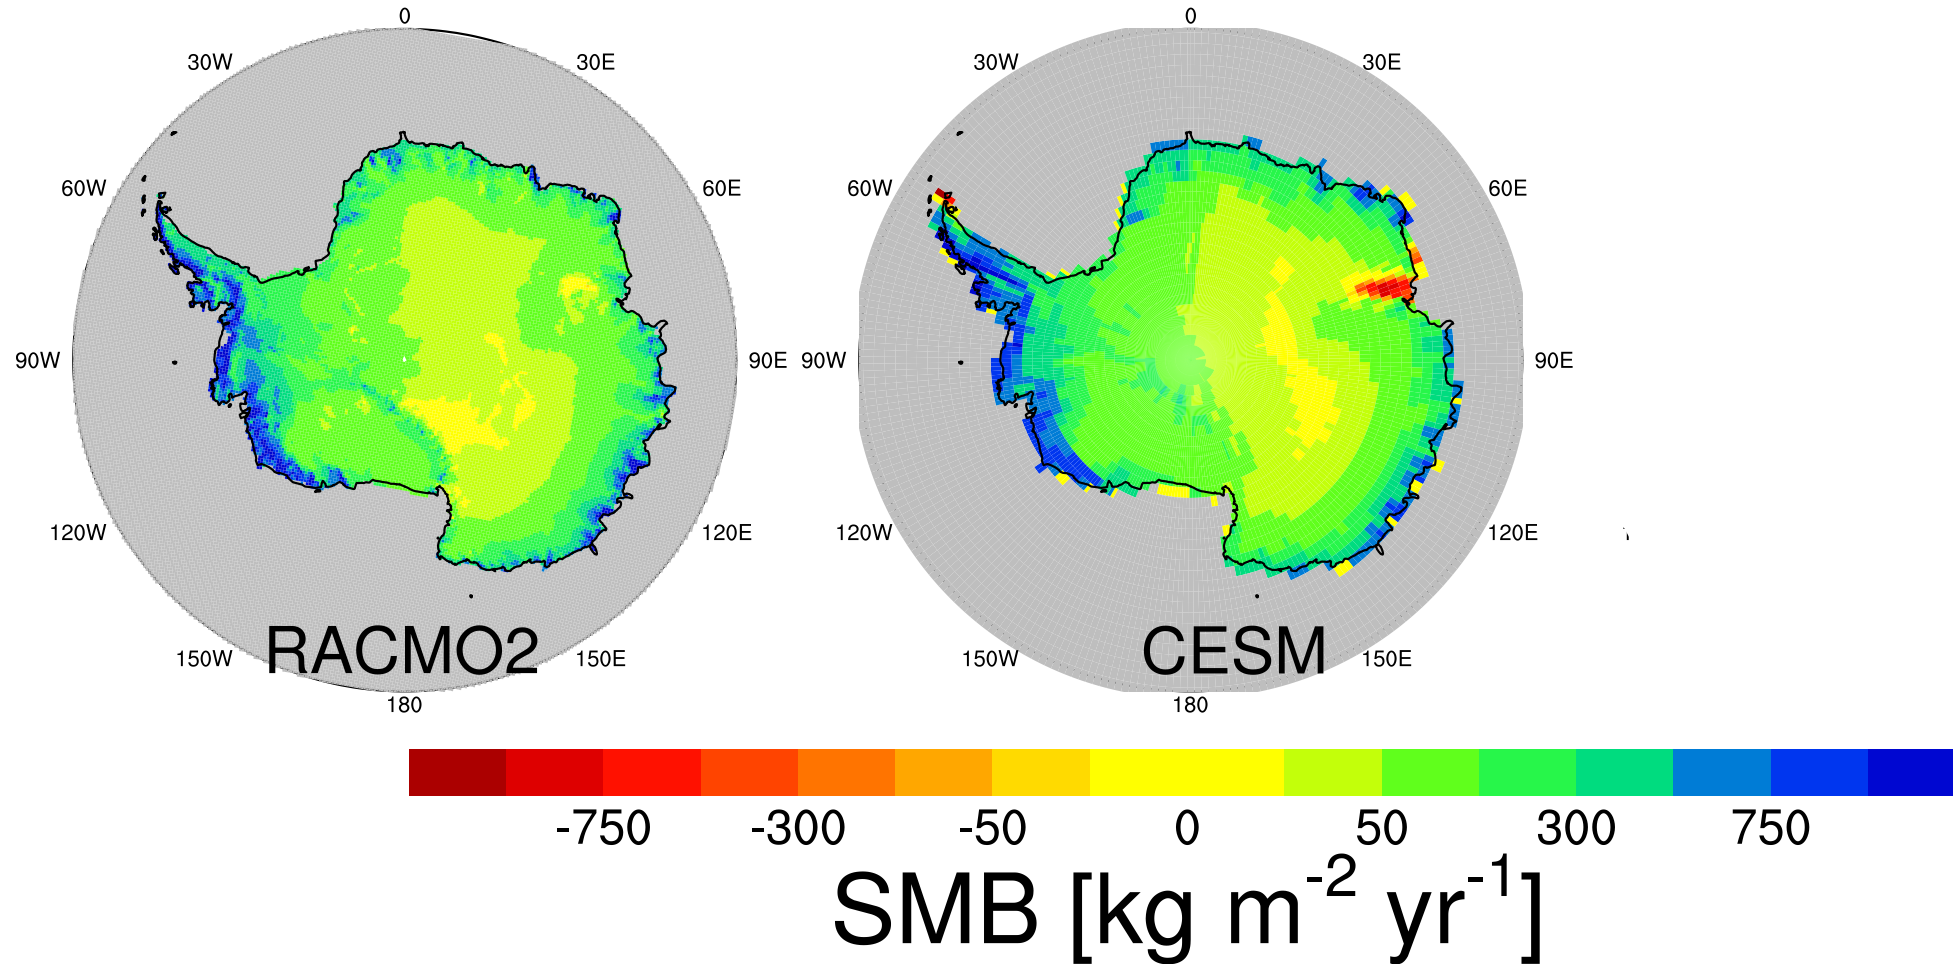 0 0
30W 30E 30W 30E
60W 60E 60W 60E
90W 90E 90W 90E
120W 120E 120W 120E
150W RACMO2 150E 150W CESM 150E
180 180
-750 -300 -50 0 50 300 750
SMB [kg m-2 yr-1]